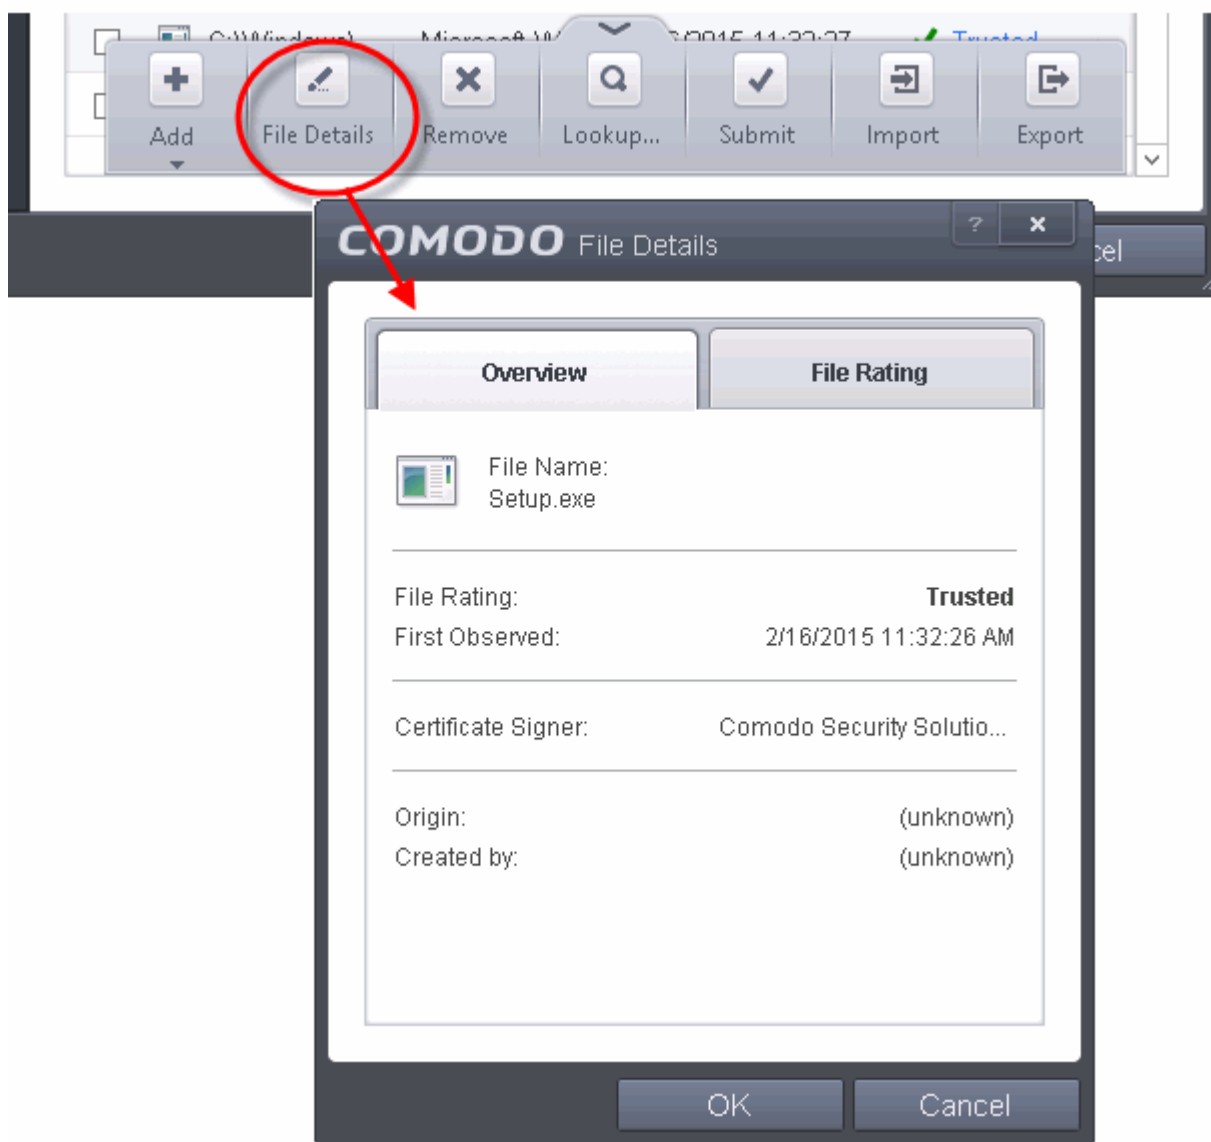 Add
File Details
Remove
Lookup...
Submit
Import
Export
COMODO File Details
?
Overview
File Rating
File Name:
Setup.exe
File Rating: Trusted
First Observed: 2/16/2015 11:32:26 AM
Certificate Signer: Comodo Security Solutio...
Origin: (unknown)
Created by: (unknown)
OK
Cancel